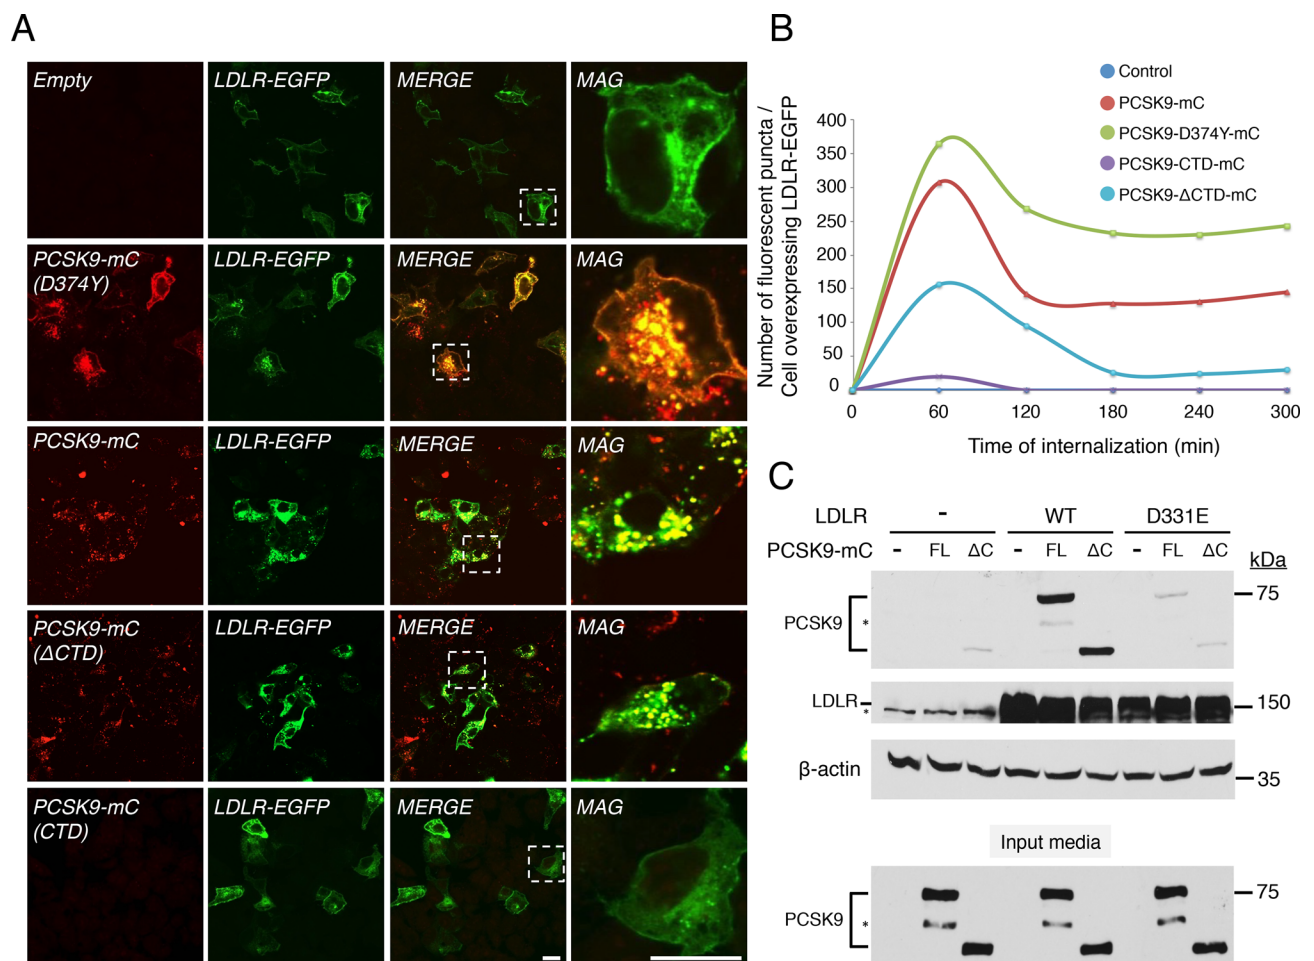 A
Empty
LDLR-EGFP
MERGE
MAG
PCSK9-mC
(D374Y)
LDLR-EGFP
MERGE
MAG
PCSK9-mC
LDLR-EGFP
MERGE
MAG
PCSK9-mC
(ΔCTD)
LDLR-EGFP
MERGE
MAG
PCSK9-mC
(CTD)
LDLR-EGFP
MERGE
MAG
B
Number of fluorescent puncta /
Cell overexpressing LDLR-EGFP
400
350
300
250
200
150
100
50
0
0 60 120 180 240 300
Time of internalization (min)
Control
PCSK9-mC
PCSK9-D374Y-mC
PCSK9-CTD-mC
PCSK9-ΔCTD-mC
C
LDLR - WT D331E
PCSK9-mC - FL ΔC - FL ΔC - FL ΔC kDa
75
PCSK9
*
LDLR 150
*
β-actin
35
Input media
75
PCSK9
*